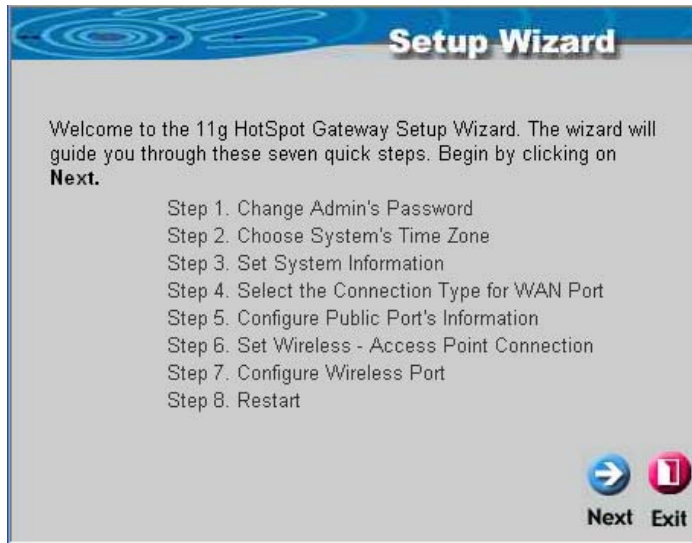 Setup Wizard
Welcome to the 11g HotSpot Gateway Setup Wizard. The wizard will
guide you through these seven quick steps. Begin by clicking on
Next.
Step 1. Change Admin's Password
Step 2. Choose System's Time Zone
Step 3. Set System Information
Step 4. Select the Connection Type for WAN Port
Step 5. Configure Public Port's Information
Step 6. Set Wireless - Access Point Connection
Step 7. Configure Wireless Port
Step 8. Restart
Next Exit